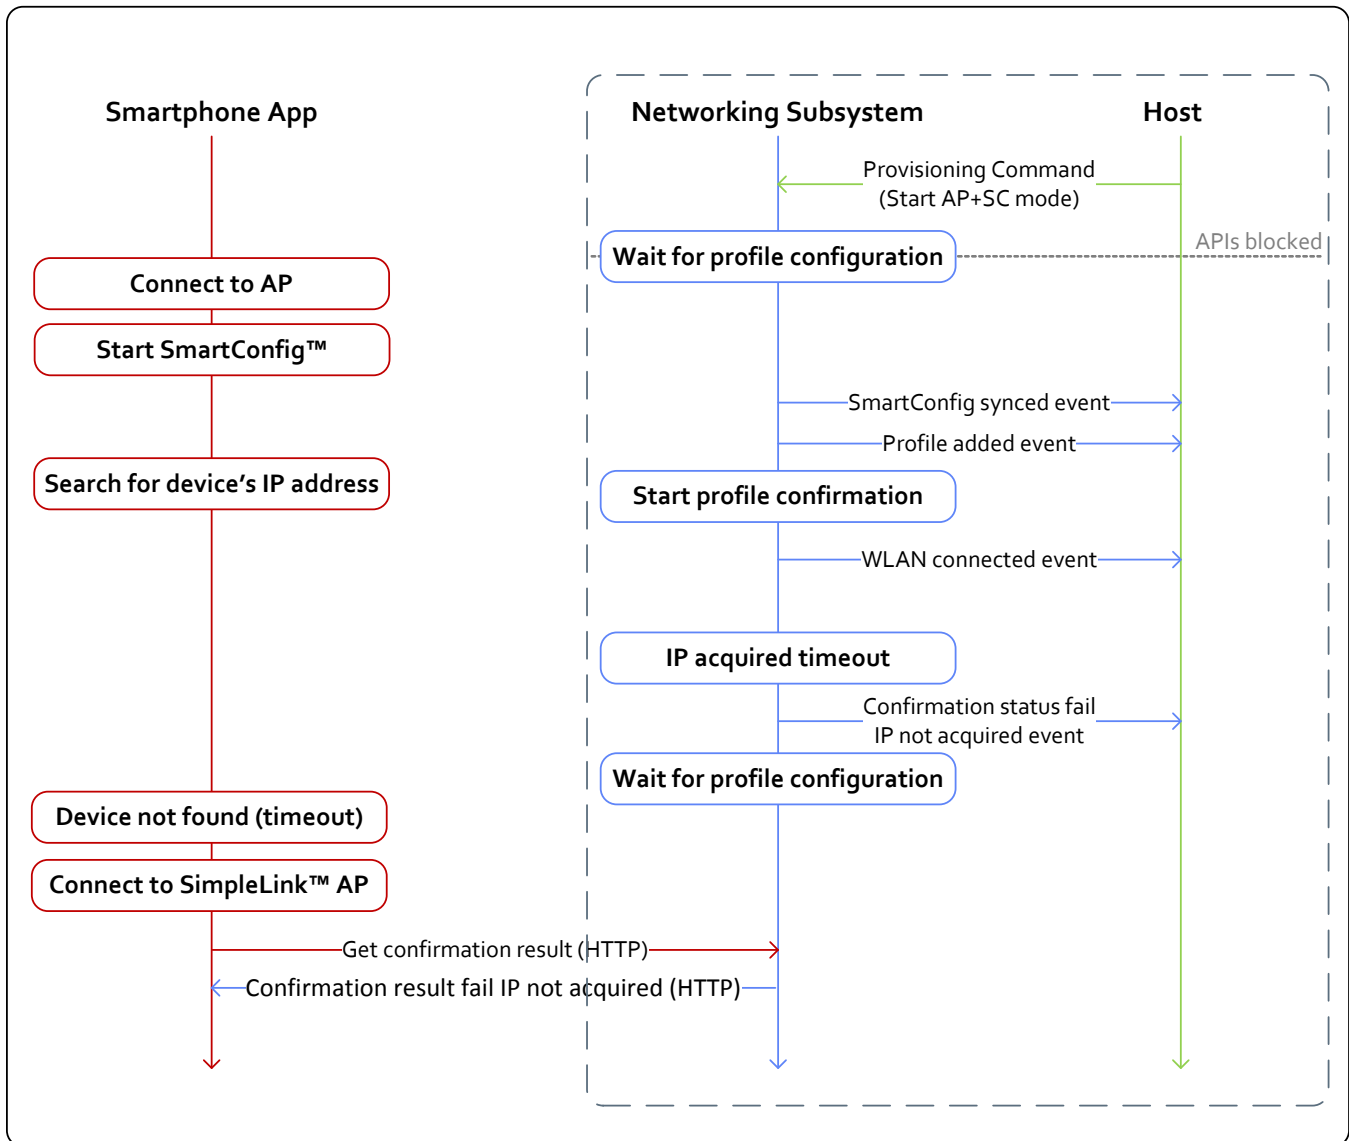 Smartphone App
Networking Subsystem
Host
Provisioning Command
(Start AP+SC mode)
APIs blocked
Wait for profile configuration
Connect to AP
Start SmartConfig™
SmartConfig synced event
Profile added event
Search for device’s IP address
Start profile confirmation
WLAN connected event
IP acquired timeout
Confirmation status fail
IP not acquired event
Wait for profile configuration
Device not found (timeout)
Connect to SimpleLink™ AP
Get confirmation result (HTTP)
Confirmation result fail IP not acquired (HTTP)